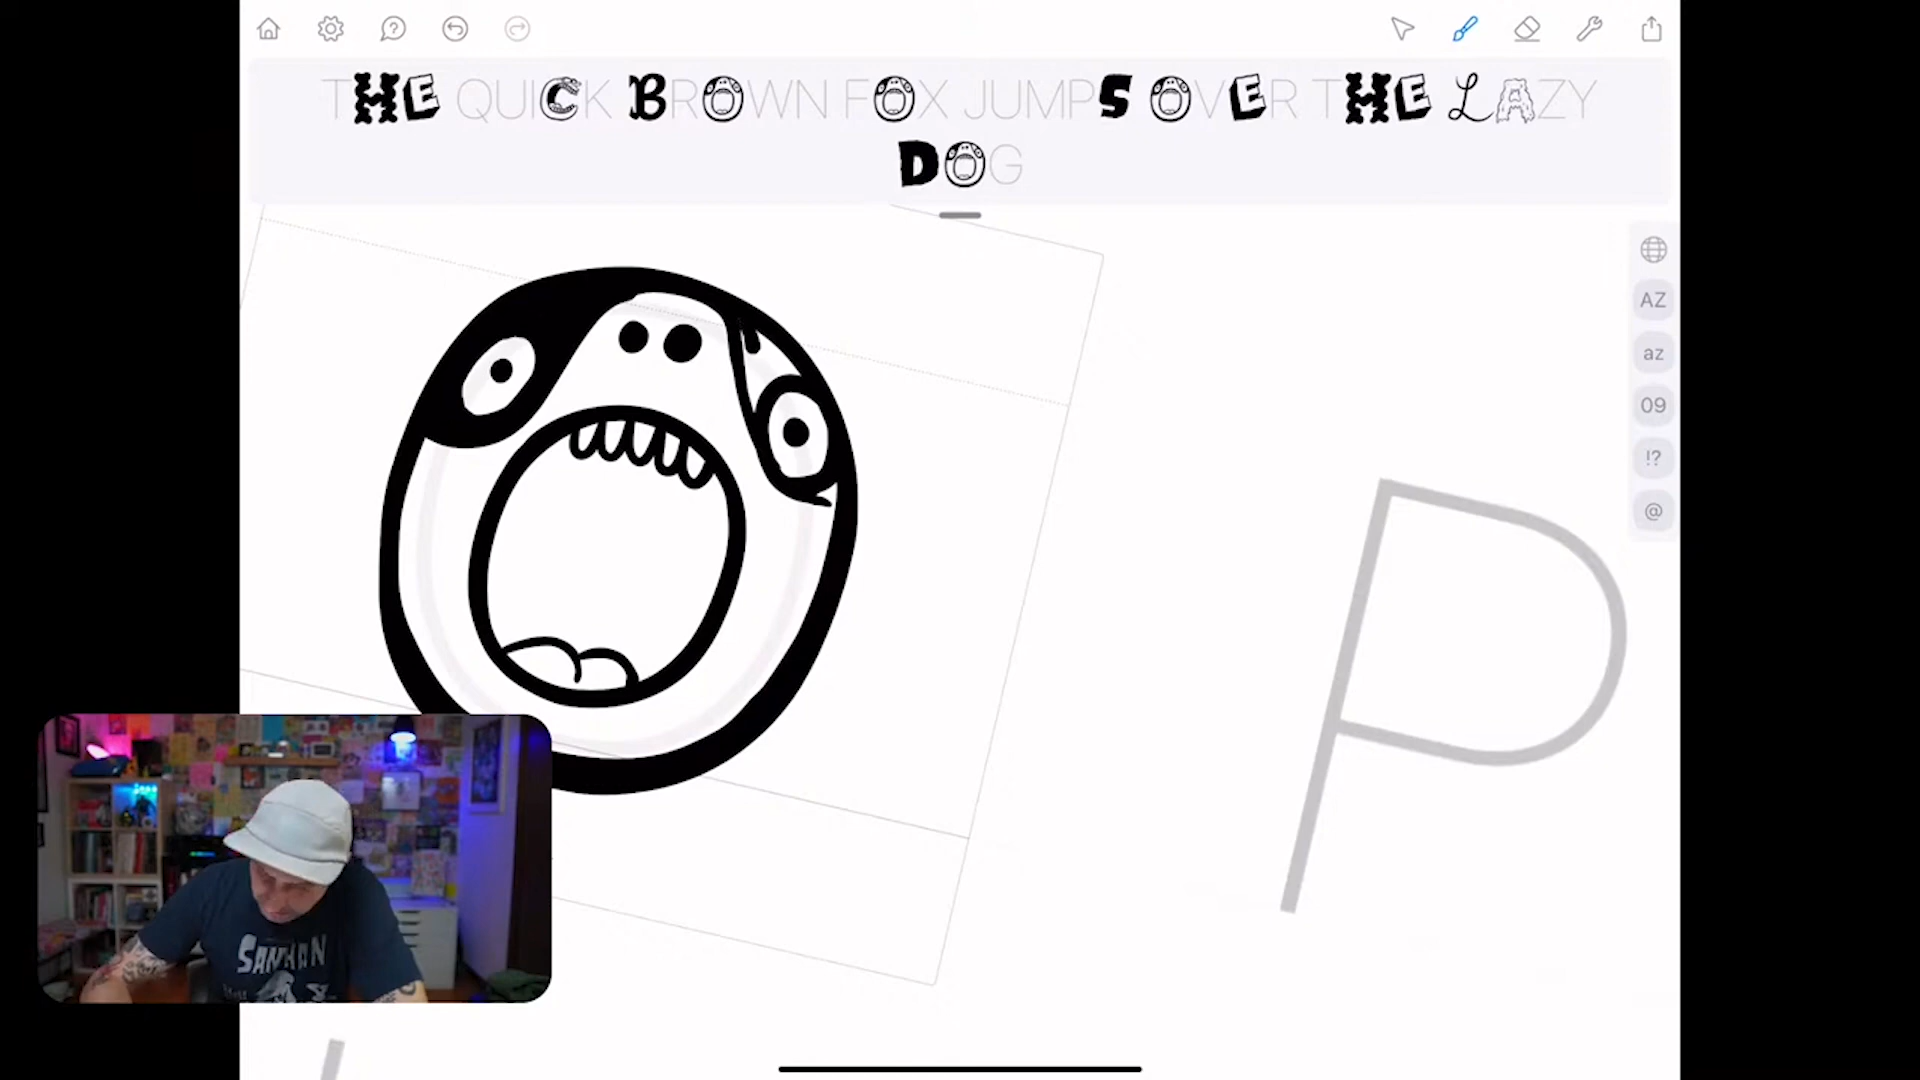 THE QUICK BROWN FOX JUMPS OVER THE LAZY
DOG
AZ
az
09
!?
@
O
P